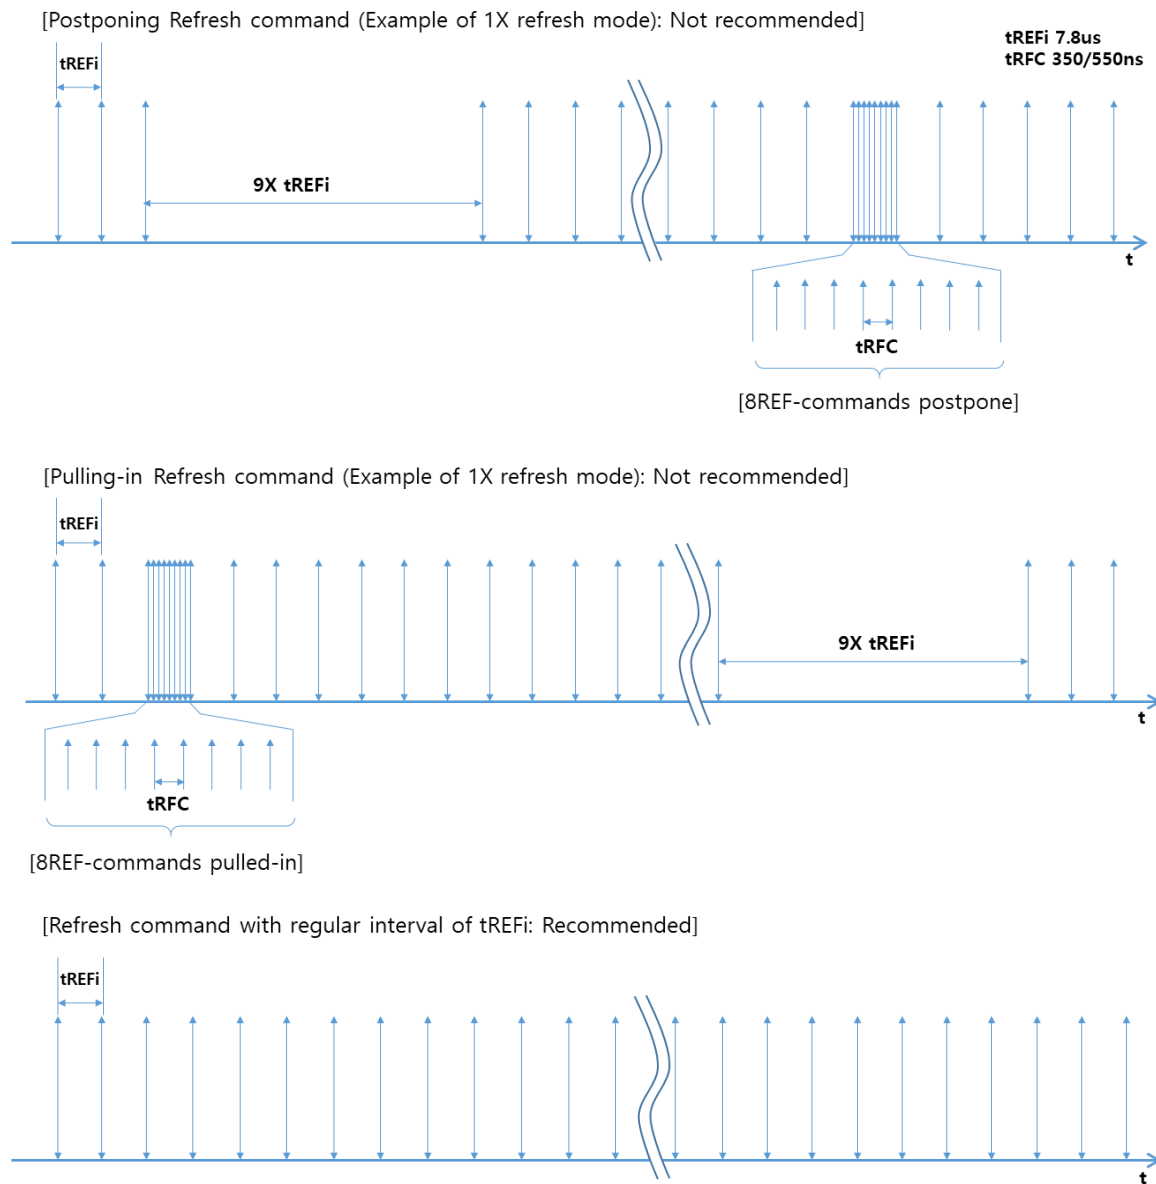 [Postponing Refresh command (Example of 1X refresh mode): Not recommended]
tREFi 7.8us
tRFC 350/550ns
tREFi
9X tREFi
t
tRFC
[8REF-commands postpone]
[Pulling-in Refresh command (Example of 1X refresh mode): Not recommended]
tREFi
9X tREFi
t
tRFC
[8REF-commands pulled-in]
[Refresh command with regular interval of tREFi: Recommended]
tREFi
t